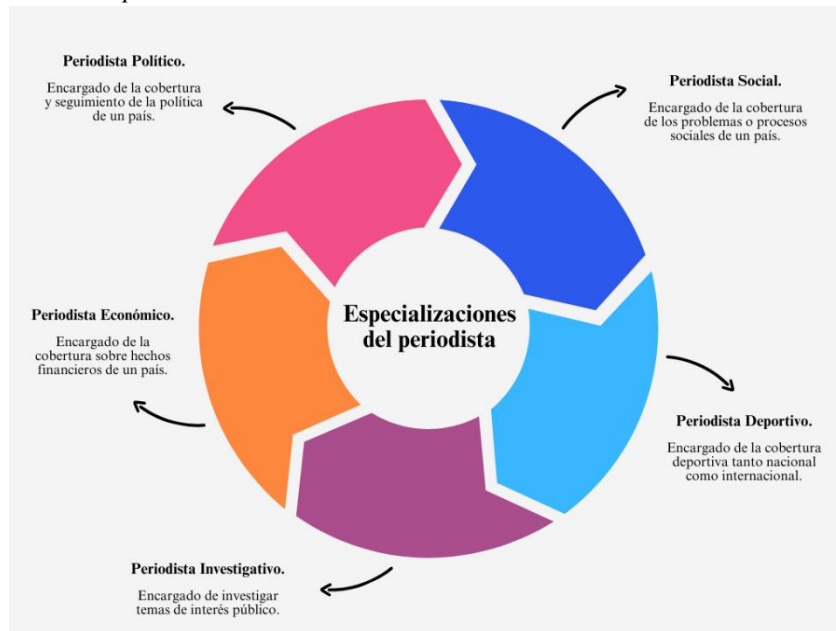 Periodista Político.
Encargado de la cobertura
y seguimiento de la política
de un país.
Periodista Social.
Encargado de la cobertura
de los problemas o procesos
sociales de un país.
Especializaciones
del periodista
Periodista Económico.
Encargado de la
cobertura sobre hechos
financieros de un país.
Periodista Deportivo.
Encargado de la cobertura
deportiva tanto nacional
como internacional.
Periodista Investigativo.
Encargado de investigar
temas de interés público.